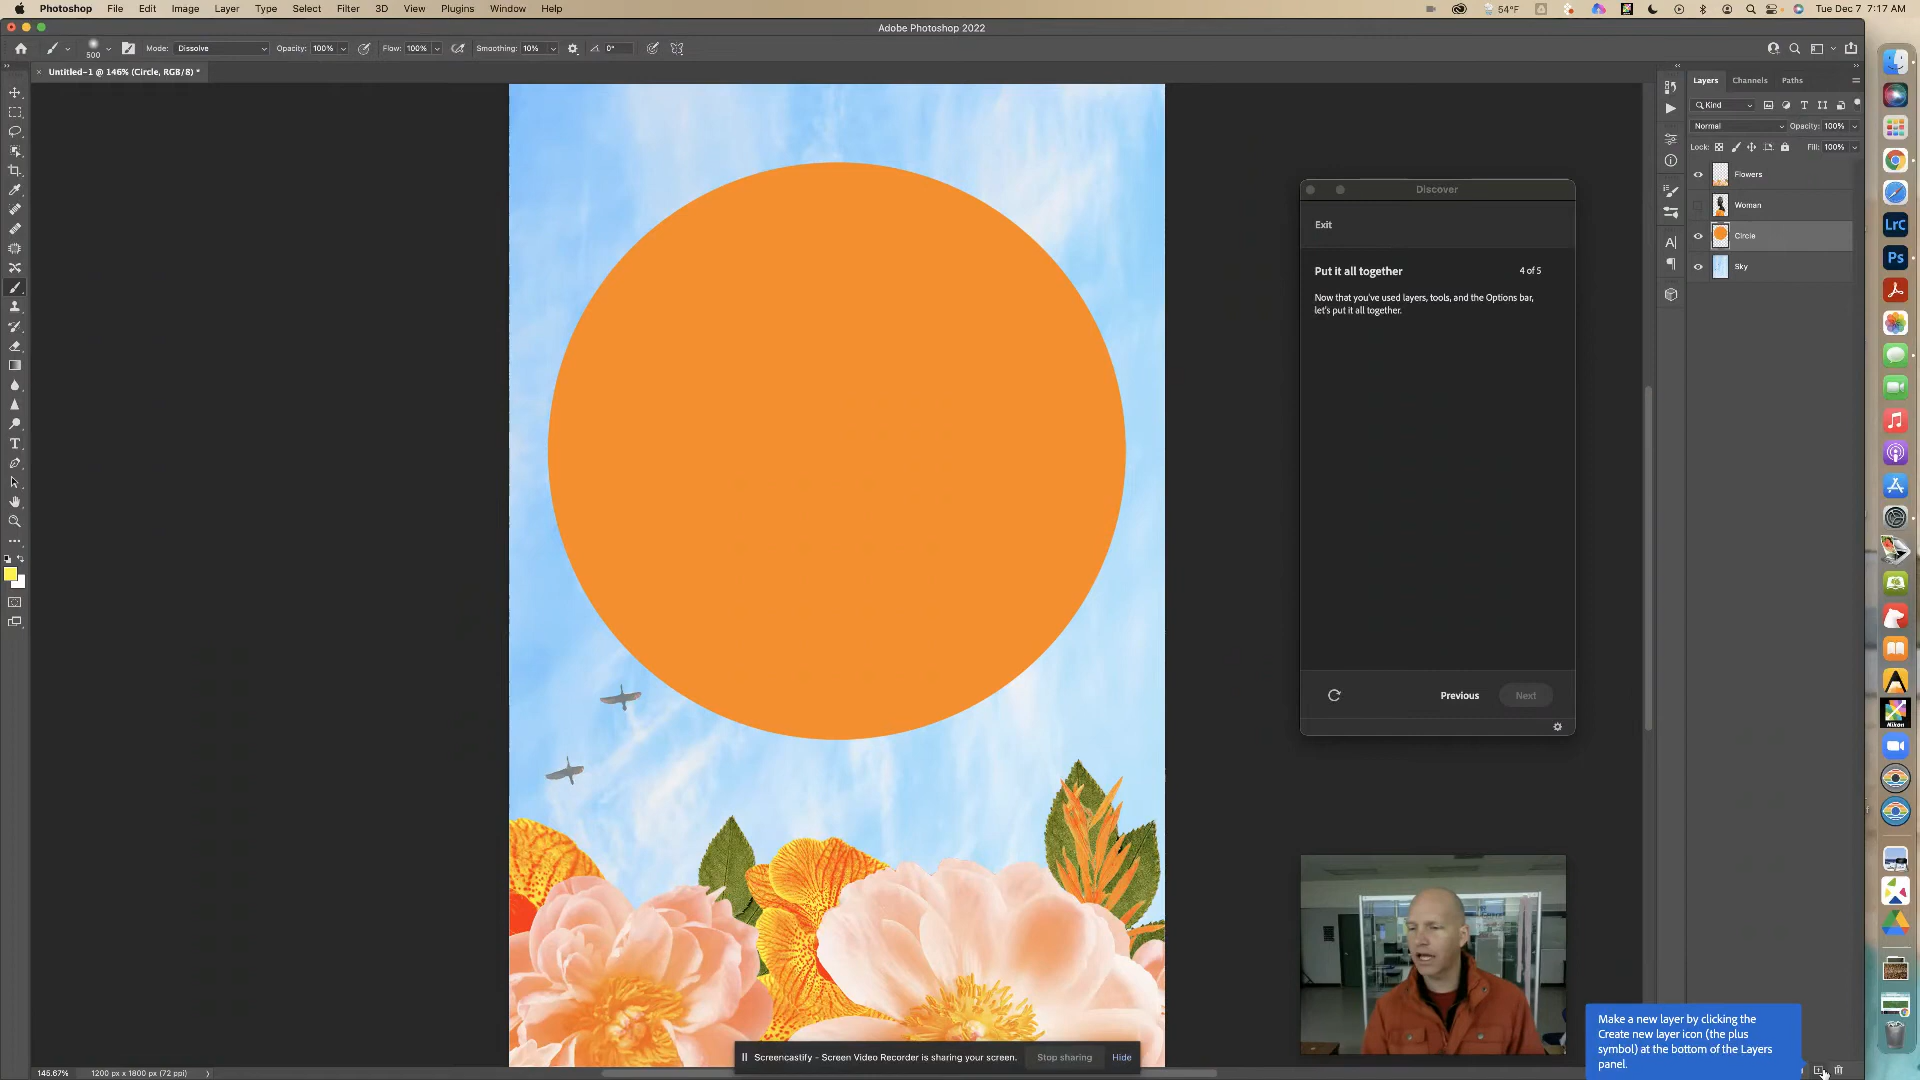 Photoshop File Edit Image Layer Type Select Filter 3D View Plugins Window Help
54°F
Tue Dec 7 7:17 AM
Adobe Photoshop 2022
500
Mode: Dissolve Opacity: 100% Flow: 100% Smoothing: 10% 0°
× Untitled-1 @ 146% (Circle, RGB/8) *
Layers Channels Paths
Kind
Normal Opacity: 100%
Lock: Fill: 100%
Flowers
Woman
Circle
Sky
Discover
Exit
Put it all together 4 of 5
Now that you've used layers, tools, and the Options bar,
let's put it all together.
Previous Next
LrC
Ps
Nikon
Make a new layer by clicking the
Create new layer icon (the plus
symbol) at the bottom of the Layers
panel.
Screencastify - Screen Video Recorder is sharing your screen. Stop sharing Hide
145.67% 1200 px x 1800 px (72 ppi)